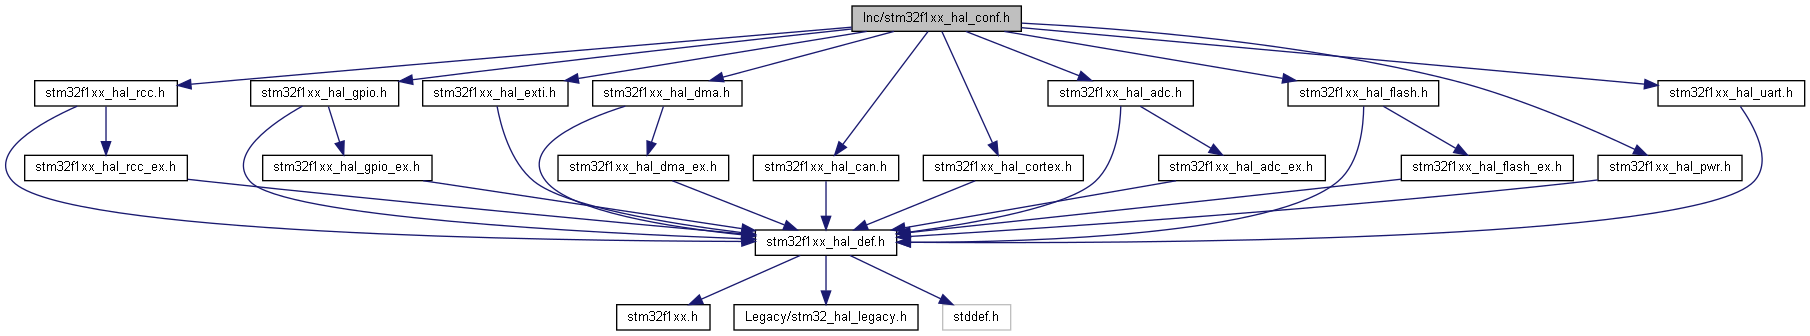 Inc/stm32f1xx_hal_conf.h
stm32f1xx_hal_rcc.h
stm32f1xx_hal_gpio.h
stm32f1xx_hal_exti.h
stm32f1xx_hal_dma.h
stm32f1xx_hal_adc.h
stm32f1xx_hal_flash.h
stm32f1xx_hal_uart.h
stm32f1xx_hal_rcc_ex.h
stm32f1xx_hal_gpio_ex.h
stm32f1xx_hal_dma_ex.h
stm32f1xx_hal_can.h
stm32f1xx_hal_cortex.h
stm32f1xx_hal_adc_ex.h
stm32f1xx_hal_flash_ex.h
stm32f1xx_hal_pwr.h
stm32f1xx_hal_def.h
stm32f1xx.h
Legacy/stm32_hal_legacy.h
stddef.h